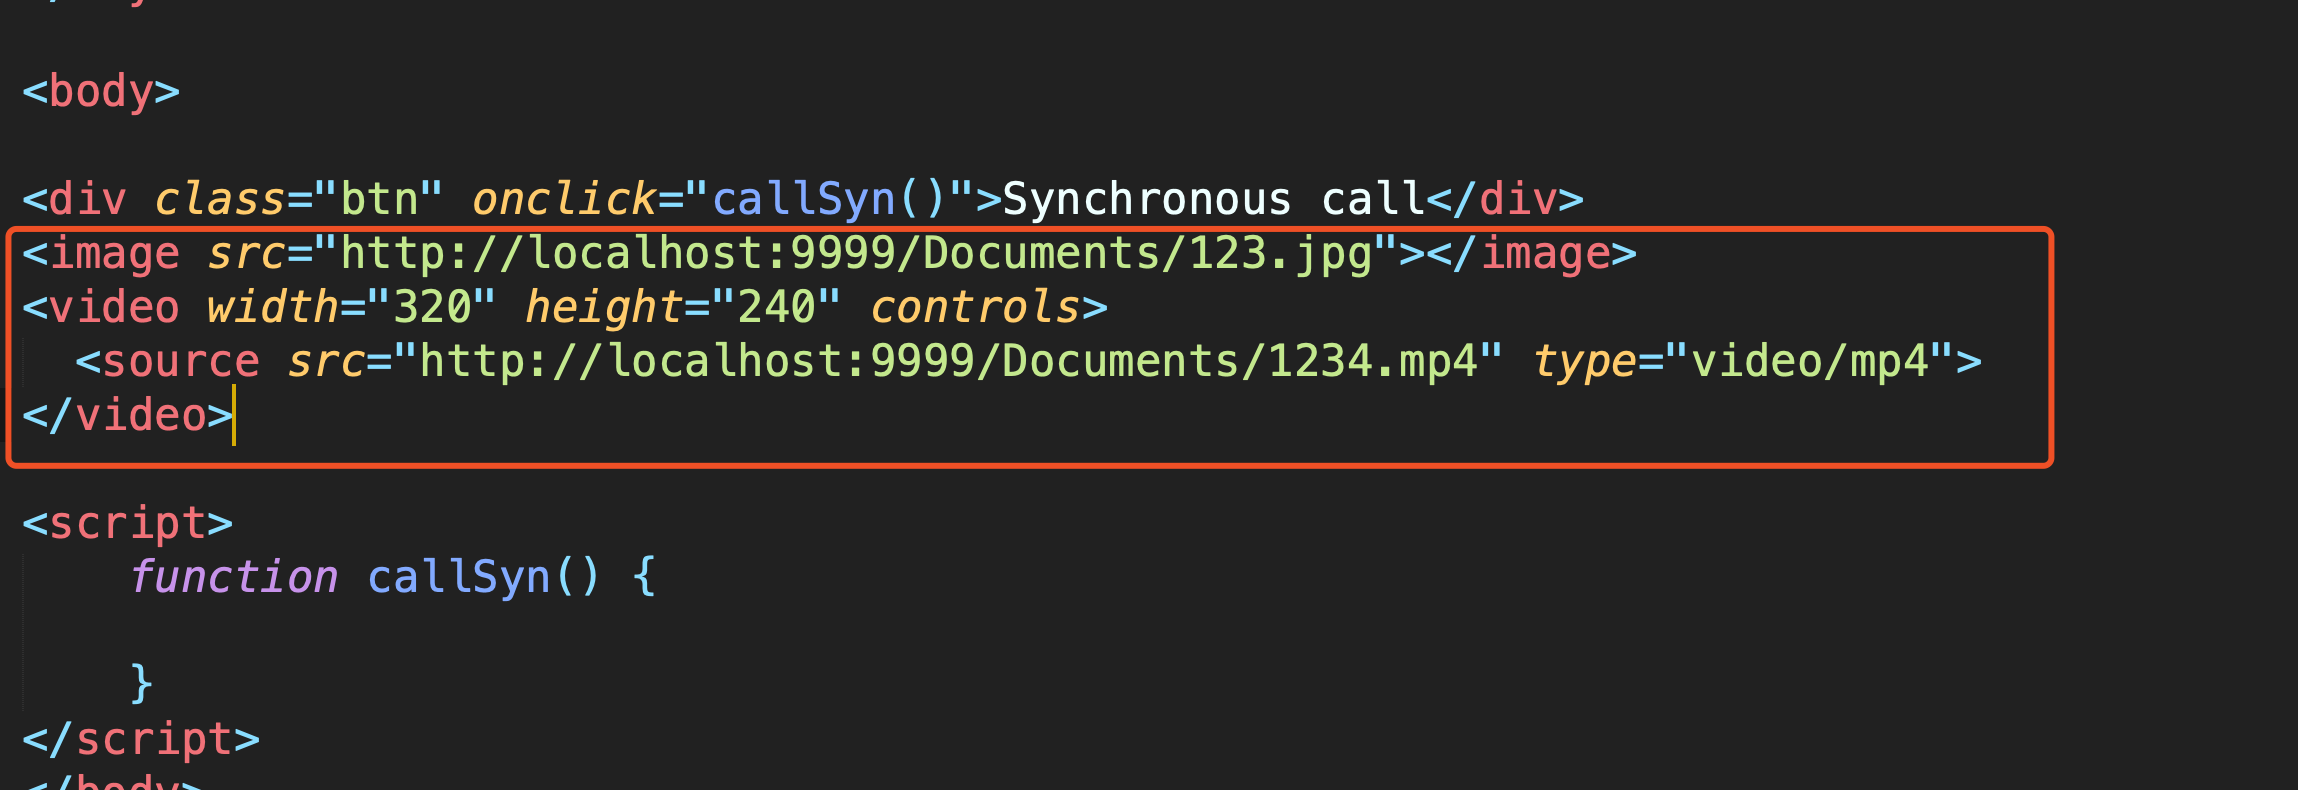 <body>
<div class="btn" onclick="callSyn()">Synchronous call</div>
<image src="http://localhost:9999/Documents/123.jpg"></image>
<video width="320" height="240" controls>
<source src="http://localhost:9999/Documents/1234.mp4" type="video/mp4">
</video>
<script>
function callSyn() {
}
</script>
</body>